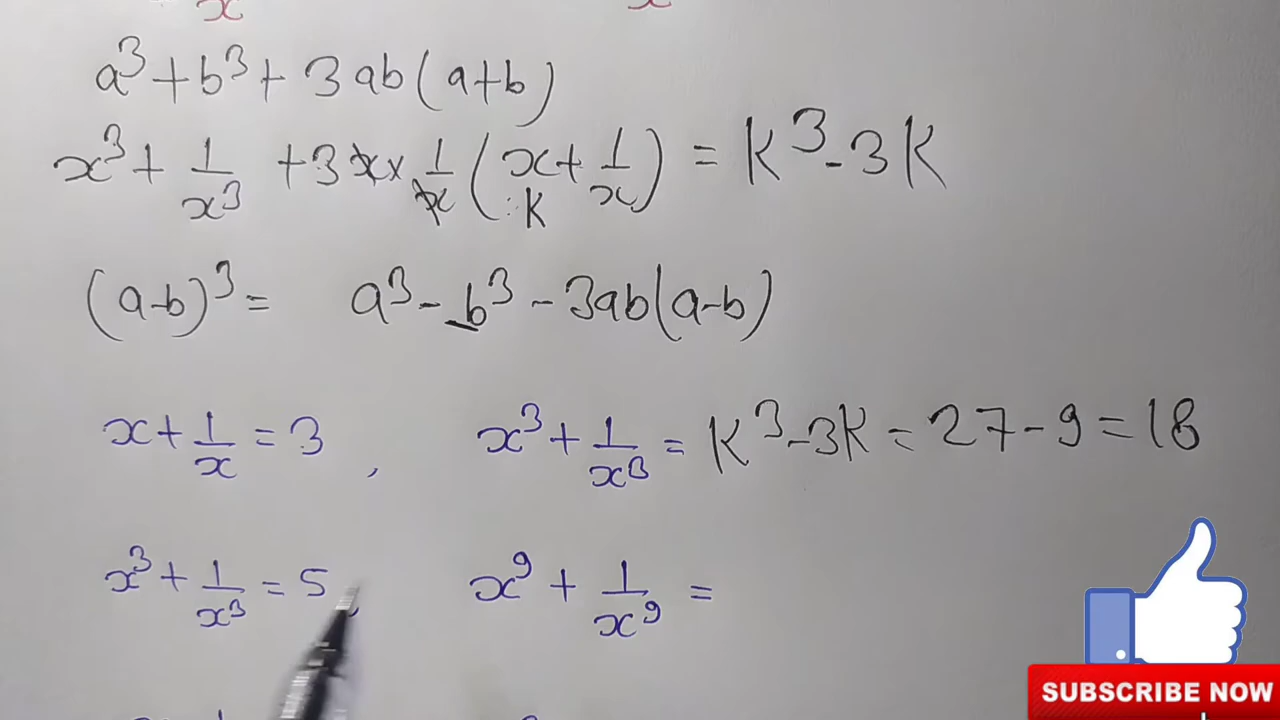 a³+b³+3ab(a+b)
x³+1/x³+3x×1/x(x+1/x)=K³-3K
K
(a-b)³= a³-b³-3ab(a-b)
x+1/x=3, x³+1/x³=K³-3K=27-9=18
x³+1/x³=5, x⁹+1/x⁹=
SUBSCRIBE NOW